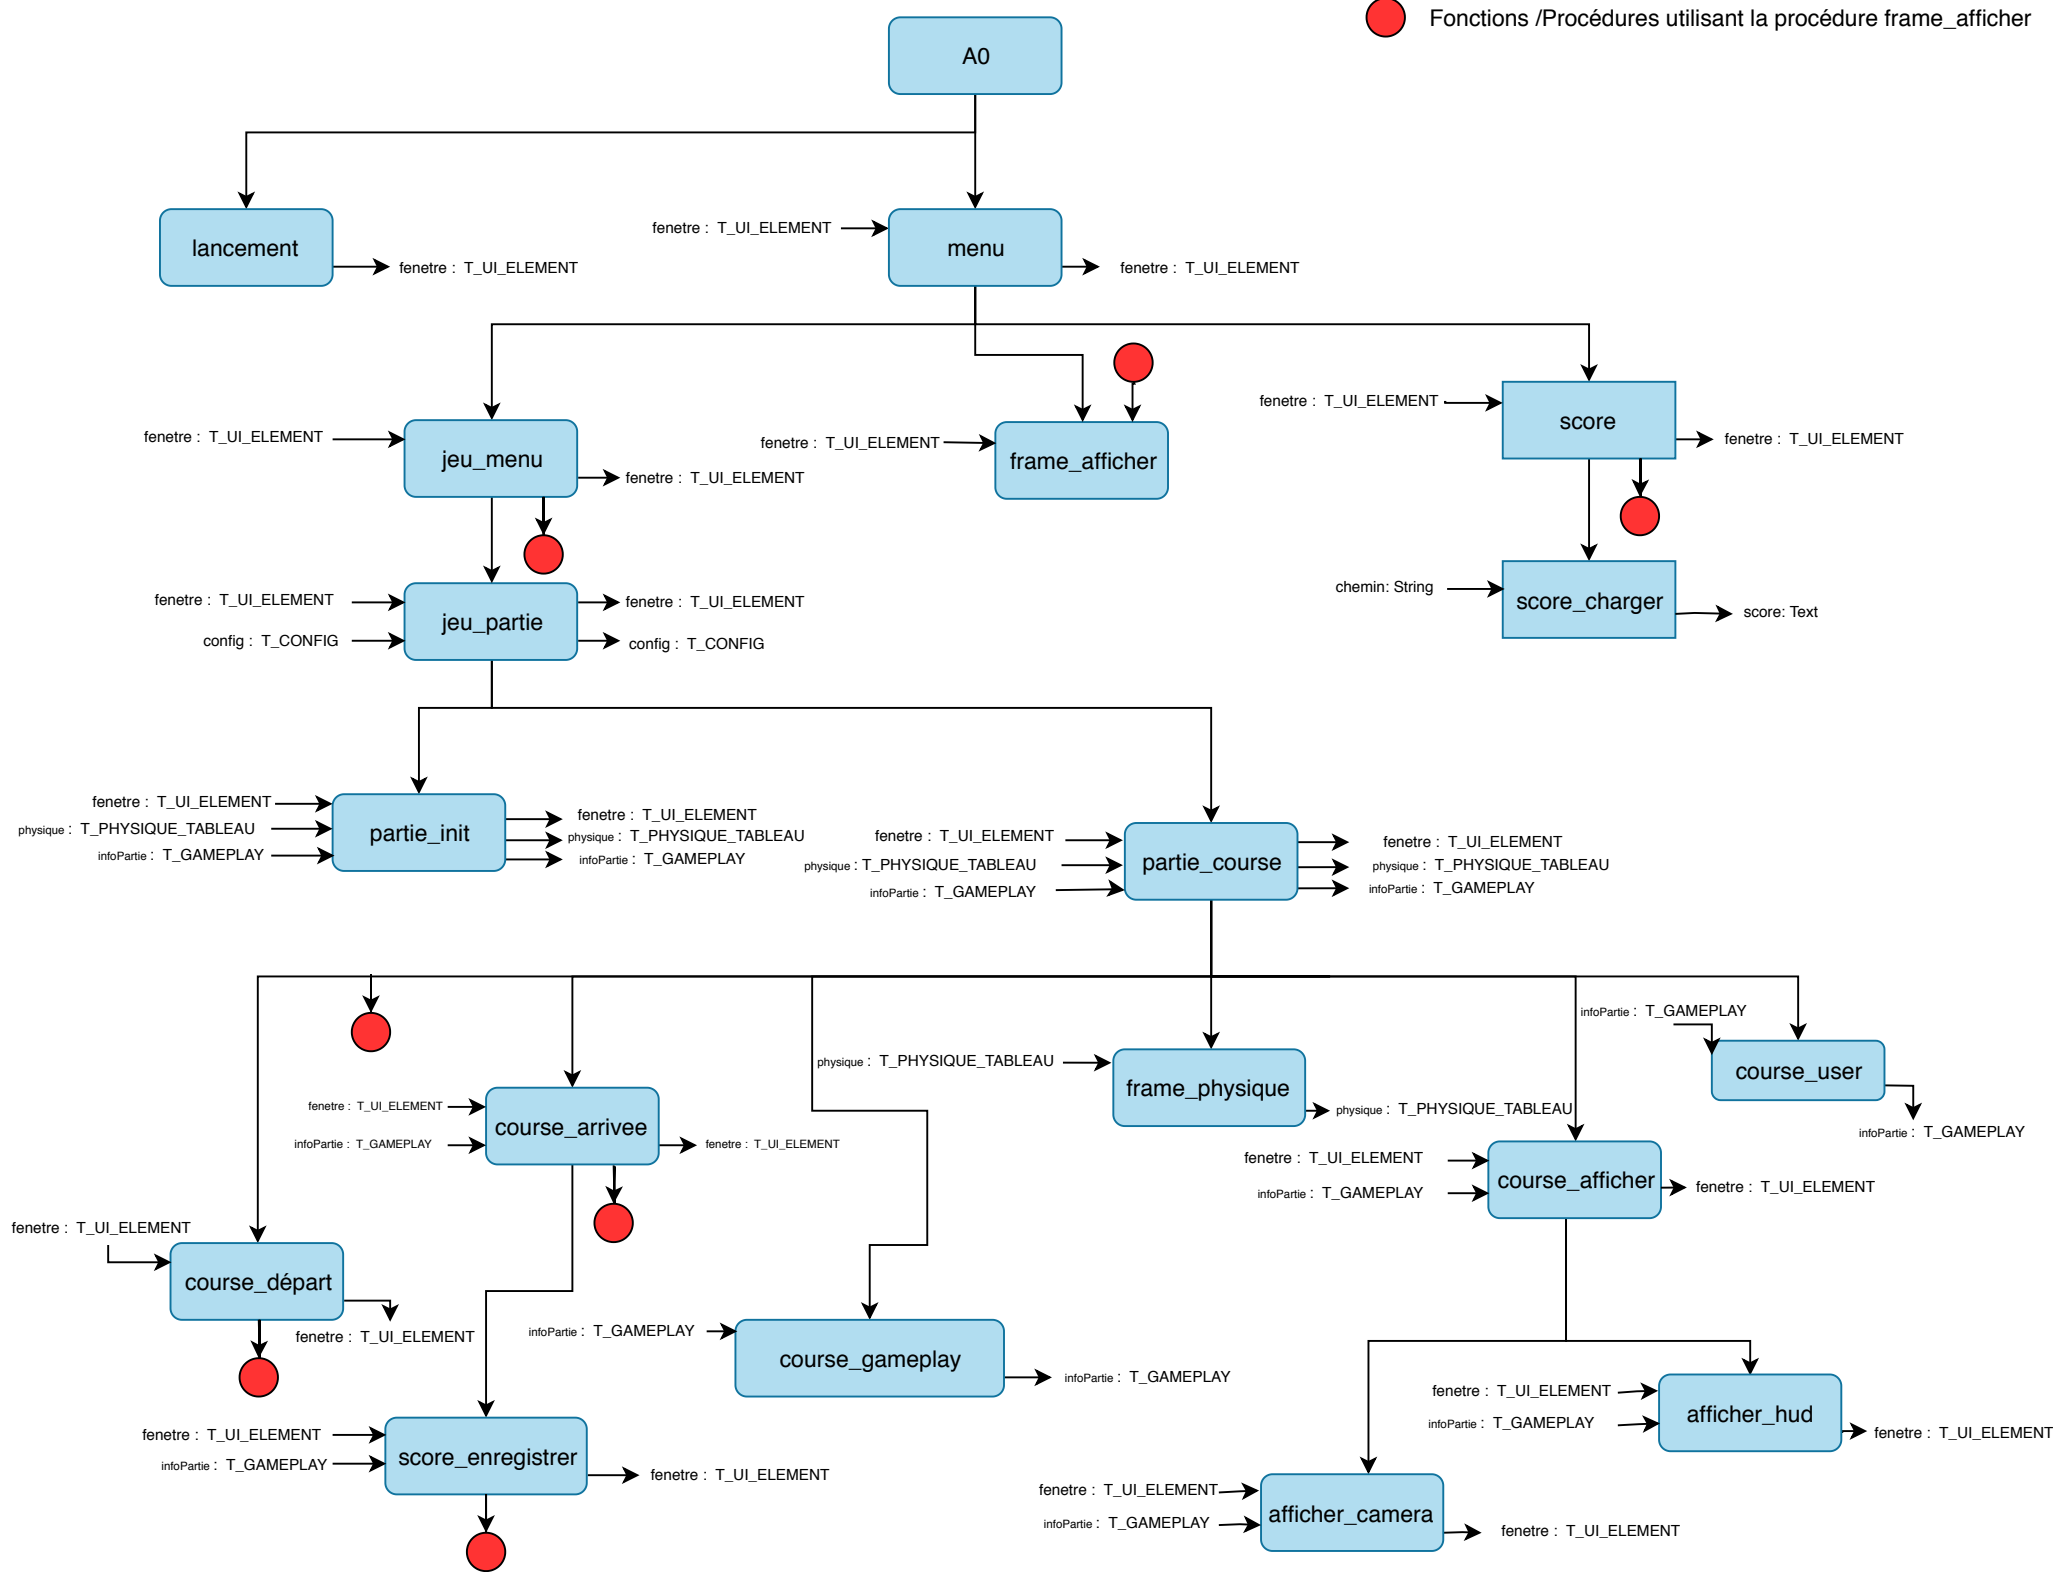 Fonctions /Procédures utilisant la procédure frame_afficher
A0
lancement
fenetre : T_UI_ELEMENT
fenetre : T_UI_ELEMENT
menu
fenetre : T_UI_ELEMENT
fenetre : T_UI_ELEMENT
jeu_menu
fenetre : T_UI_ELEMENT
fenetre : T_UI_ELEMENT
frame_afficher
fenetre : T_UI_ELEMENT
score
fenetre : T_UI_ELEMENT
fenetre : T_UI_ELEMENT
config : T_CONFIG
jeu_partie
fenetre : T_UI_ELEMENT
config : T_CONFIG
chemin: String
score_charger
score: Text
fenetre : T_UI_ELEMENT
physique : T_PHYSIQUE_TABLEAU
infoPartie : T_GAMEPLAY
partie_init
fenetre : T_UI_ELEMENT
physique : T_PHYSIQUE_TABLEAU
infoPartie : T_GAMEPLAY
fenetre : T_UI_ELEMENT
physique : T_PHYSIQUE_TABLEAU
infoPartie : T_GAMEPLAY
partie_course
fenetre : T_UI_ELEMENT
physique : T_PHYSIQUE_TABLEAU
infoPartie : T_GAMEPLAY
infoPartie : T_GAMEPLAY
course_user
infoPartie : T_GAMEPLAY
physique : T_PHYSIQUE_TABLEAU
frame_physique
physique : T_PHYSIQUE_TABLEAU
fenetre : T_UI_ELEMENT
infoPartie : T_GAMEPLAY
course_arrivee
fenetre : T_UI_ELEMENT
fenetre : T_UI_ELEMENT
infoPartie : T_GAMEPLAY
course_afficher
fenetre : T_UI_ELEMENT
fenetre : T_UI_ELEMENT
course_départ
fenetre : T_UI_ELEMENT
infoPartie : T_GAMEPLAY
course_gameplay
infoPartie : T_GAMEPLAY
fenetre : T_UI_ELEMENT
infoPartie : T_GAMEPLAY
afficher_hud
fenetre : T_UI_ELEMENT
fenetre : T_UI_ELEMENT
infoPartie : T_GAMEPLAY
score_enregistrer
fenetre : T_UI_ELEMENT
fenetre : T_UI_ELEMENT
infoPartie : T_GAMEPLAY
afficher_camera
fenetre : T_UI_ELEMENT